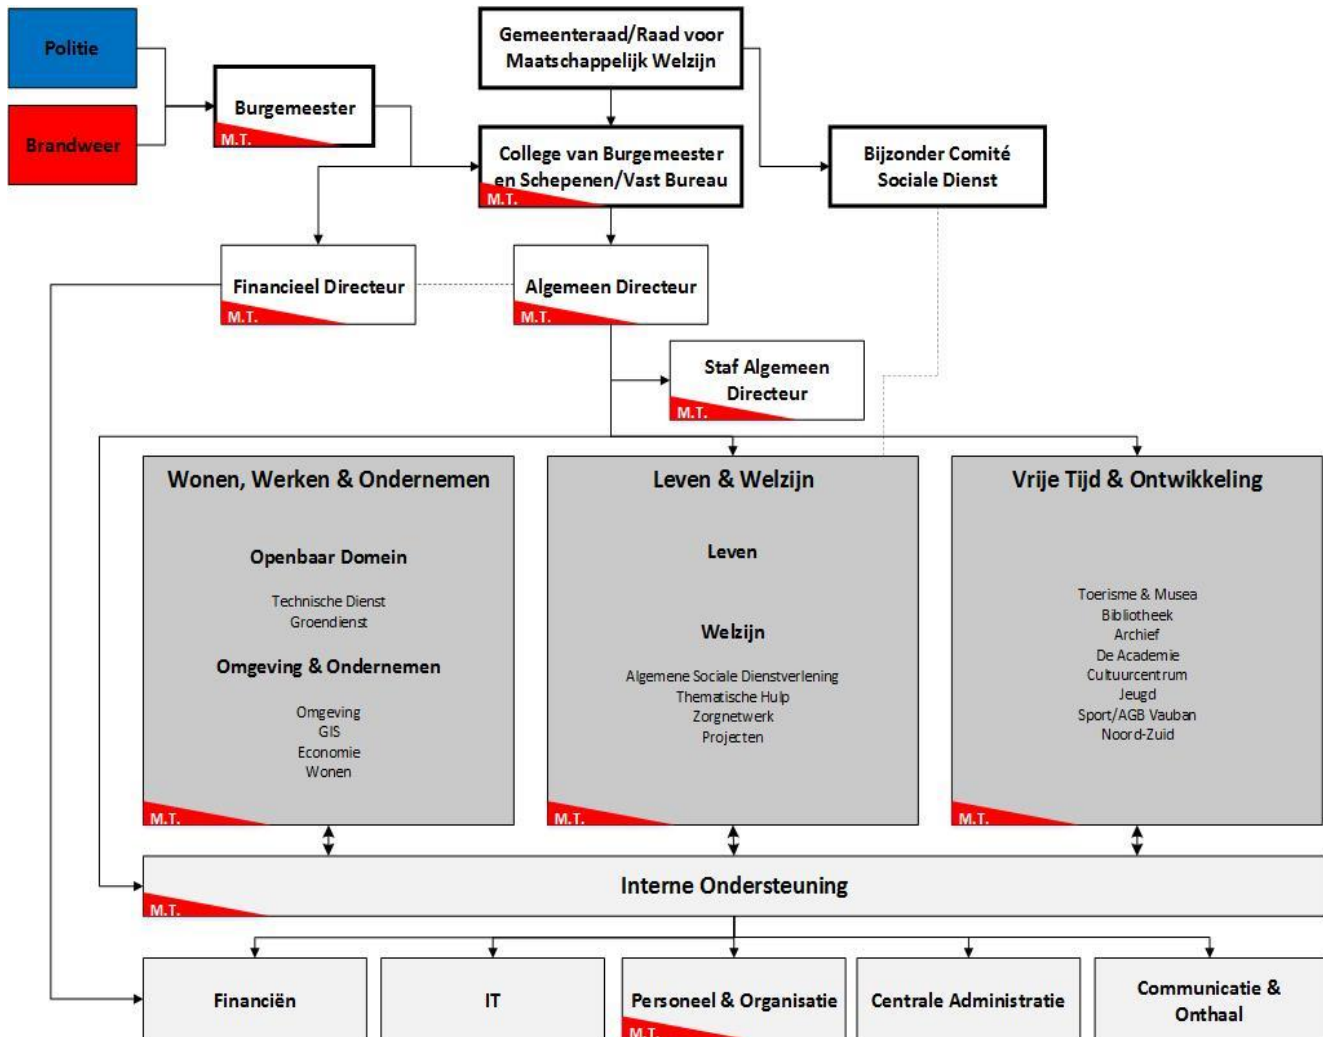 Politie
Gemeenteraad/Raad voor
Maatschappelijk Welzijn
Burgemeester
M.T.
Brandweer
College van Burgemeester
en Schepenen/Vast Bureau
M.T.
Bijzonder Comité
Sociale Dienst
Financieel Directeur
M.T.
Algemeen Directeur
M.T.
Staf Algemeen
Directeur
M.T.
Wonen, Werken & Ondernemen
Openbaar Domein
Technische Dienst
Groendienst
Omgeving & Ondernemen
Omgeving
GIS
Economie
Wonen
M.T.
Leven & Welzijn
Leven
Welzijn
Algemene Sociale Dienstverlening
Thematische Hulp
Zorgnetwerk
Projecten
M.T.
Vrije Tijd & Ontwikkeling
Toerisme & Musea
Bibliotheek
Archief
De Academie
Cultuurcentrum
Jeugd
Sport/AGB Vauban
Noord-Zuid
M.T.
Interne Ondersteuning
M.T.
Financiën
IT
Personeel & Organisatie
M.T.
Centrale Administratie
Communicatie &
Onthaal